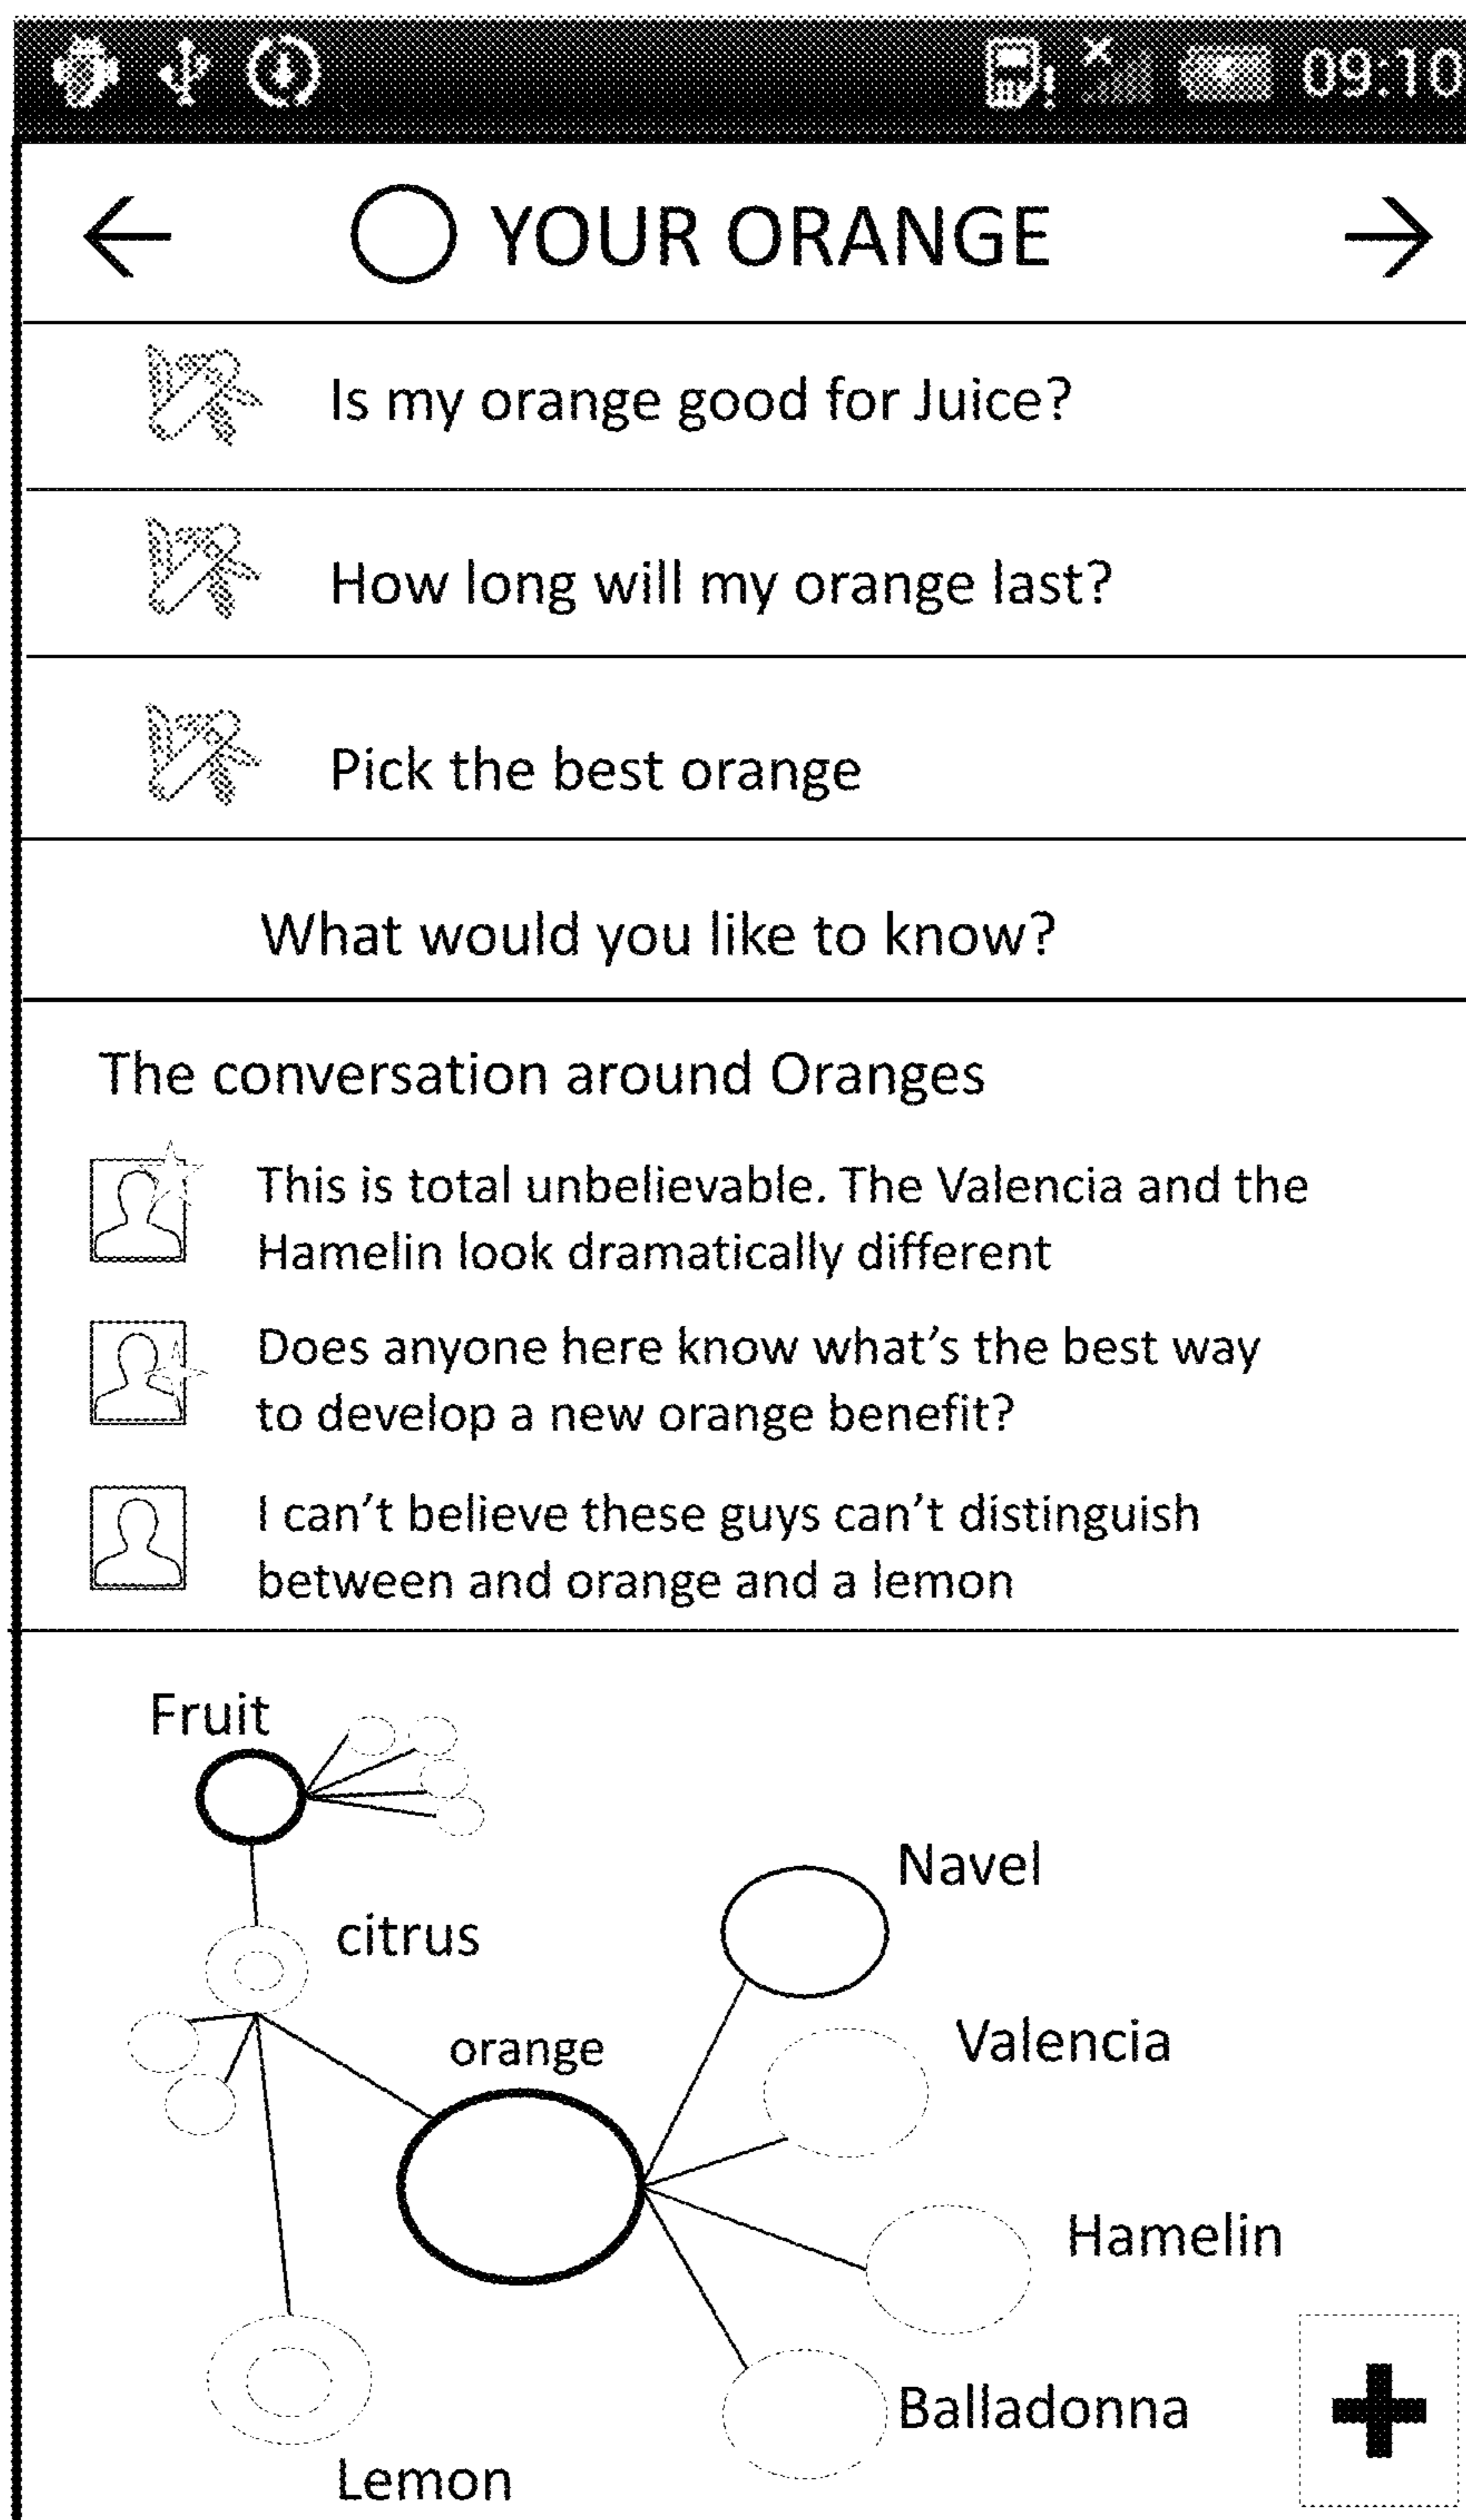 09:10
YOUR ORANGE
Is my orange good for Juice?
How long will my orange last?
Pick the best orange
What would you like to know?
The conversation around Oranges
This is total unbelievable. The Valencia and the
Hamelin look dramatically different
Does anyone here know what's the best way
to develop a new orange benefit?
I can't believe these guys can't distinguish
between and orange and a lemon
Fruit
Navel
citrus
Valencia
orange
Hamelin
Balladonna
Lemon